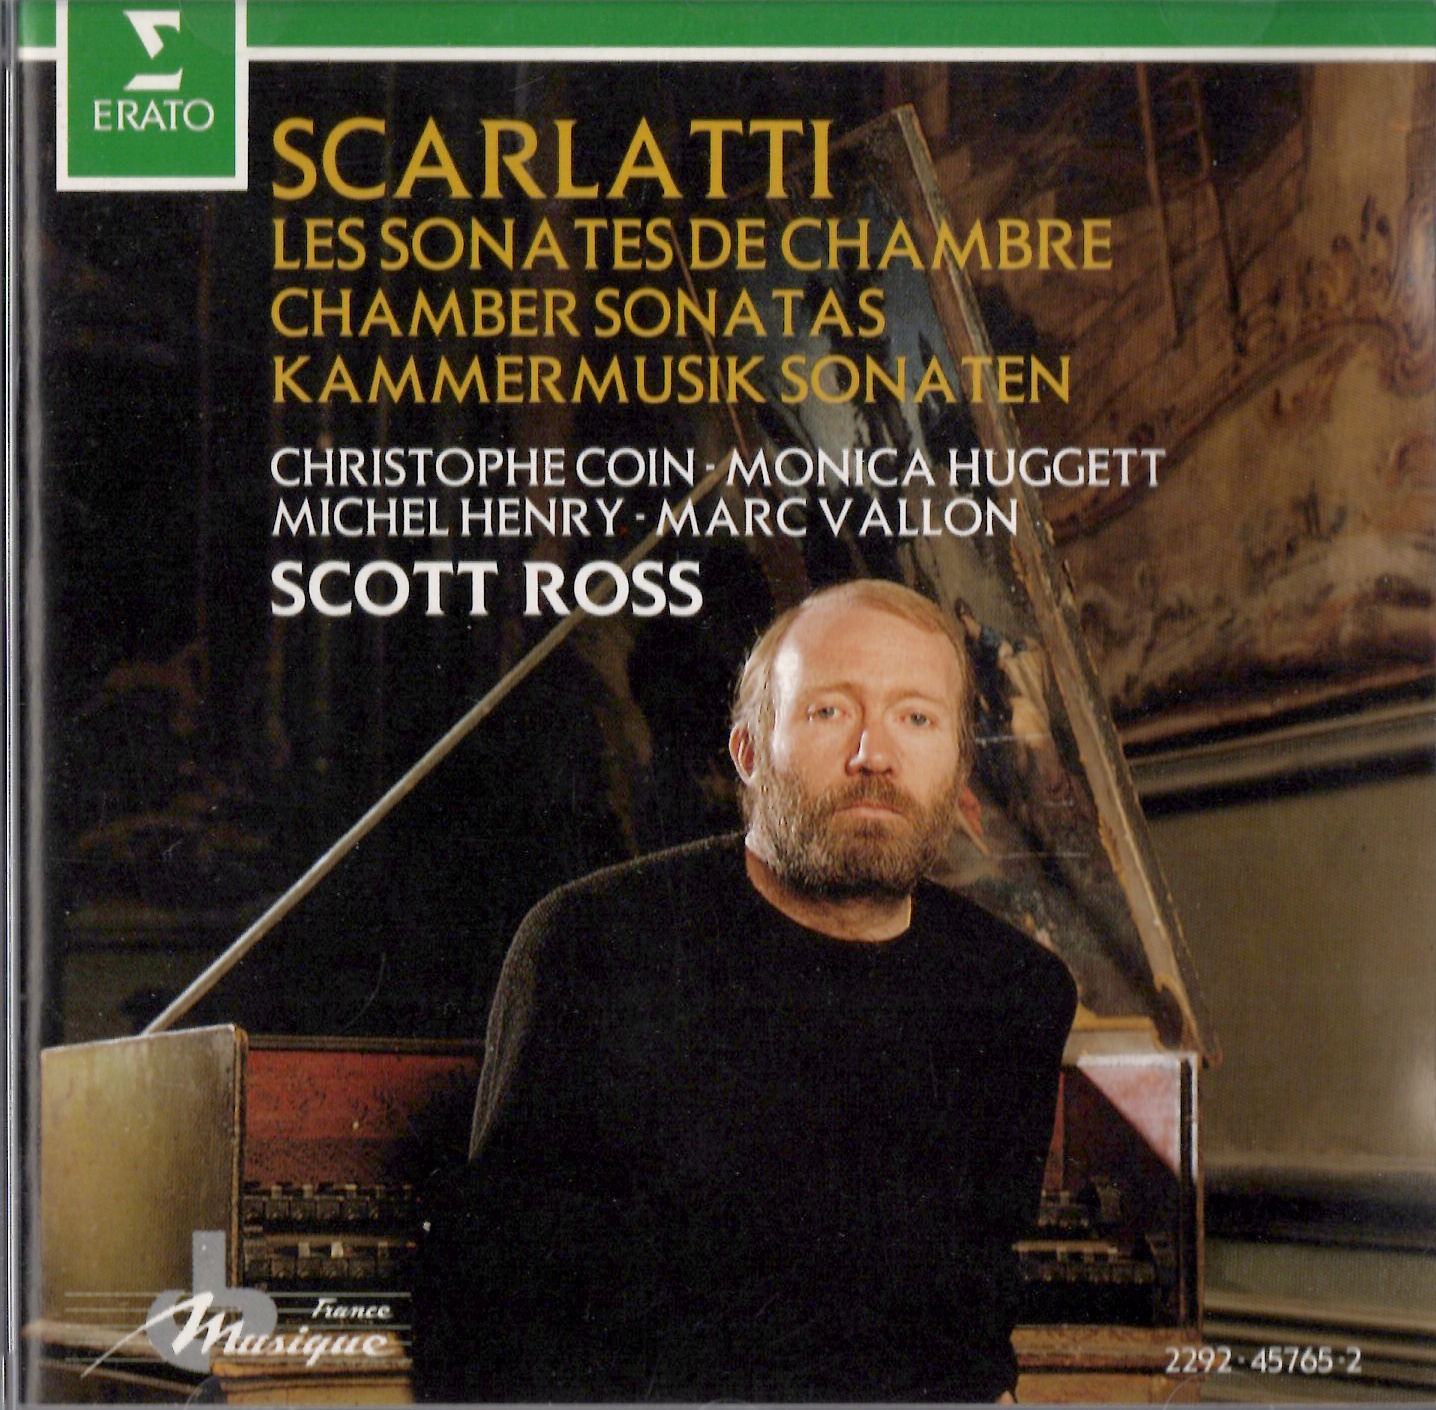 ERATO
SCARLATTI
LES SONATES DE CHAMBRE
CHAMBER SONATAS
KAMMERMUSIK SONATEN
CHRISTOPHE COIN - MONICA HUGGETT
MICHEL HENRY - MARC VALLON
SCOTT ROSS
France
Musique
2292-45765-2